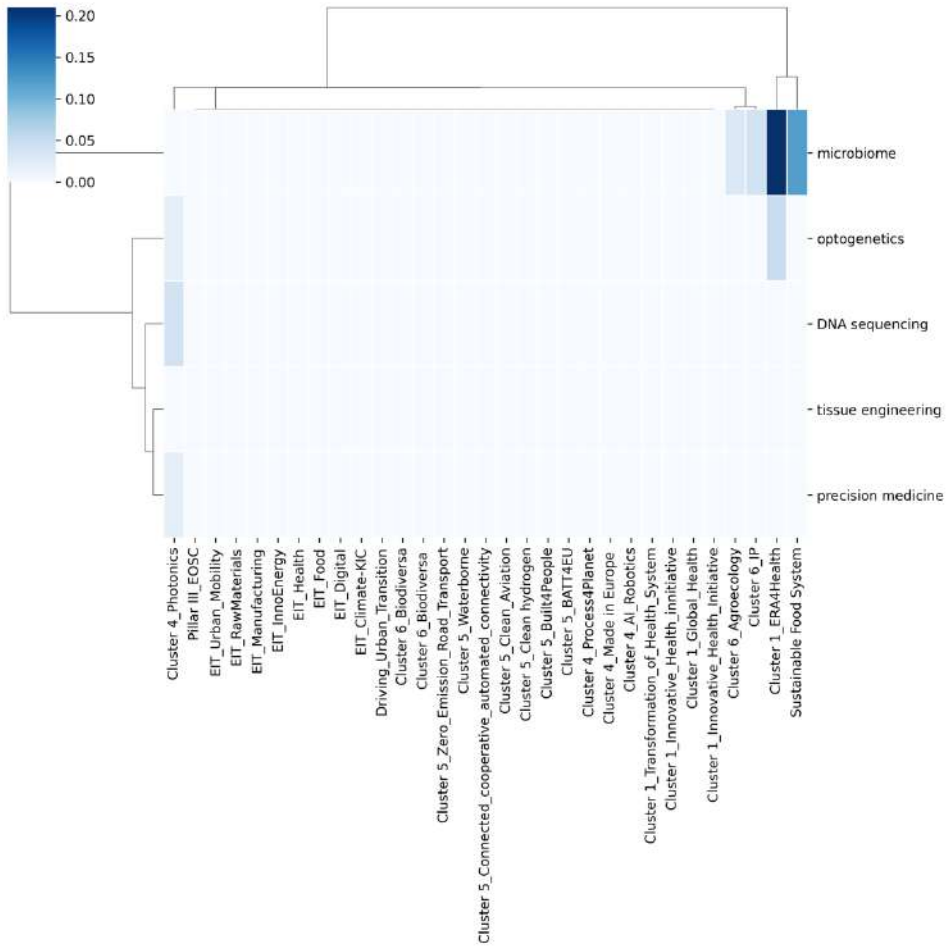 0.20
0.15
0.10
0.05
0.00
microbiome
optogenetics
DNA sequencing
tissue engineering
precision medicine
Cluster 4_Photonics
Pillar III_EOSC
EIT_Urban_Mobility
EIT_RawMaterials
EIT_Manufacturing
EIT_InnoEnergy
EIT_Health
EIT_Food
EIT_Digital
EIT_Climate-KIC
Driving_Urban_Transition
Cluster 6_Biodiversa
Cluster 6_Biodiversa
Cluster 5_Zero_Emission_Road_Transport
Cluster 5_Waterborne
Cluster 5_Connected_cooperative_automated_connectivity
Cluster 5_Clean_Aviation
Cluster 5_Clean hydrogen
Cluster 5_Built4People
Cluster 5_BATT4EU
Cluster 4_Process4Planet
Cluster 4_Made in Europe
Cluster 4_AI_Robotics
Cluster 1_Transformation_of_Health_System
Cluster 1_Innovative_Health_innitiative
Cluster 1_Global_Health
Cluster 1_Innovative_Health_Initiative
Cluster 6_Agroecology
Cluster 6_IP
Cluster 1_ERA4Health
Sustainable Food System